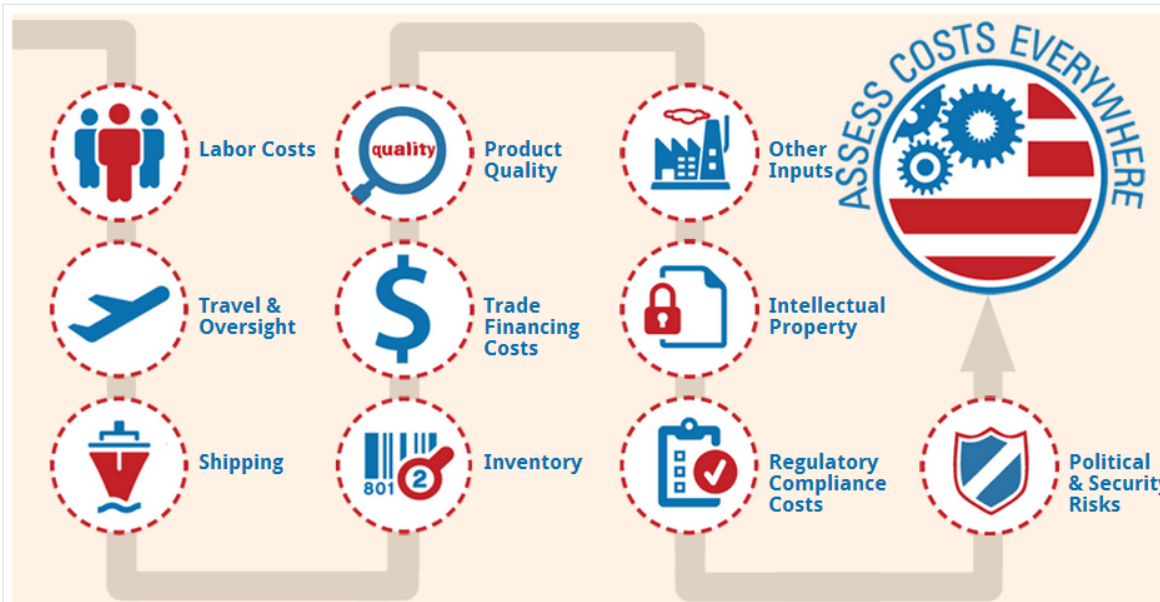 ASSESS COSTS EVERYWHERE
Labor Costs
Travel &
Oversight
Shipping
quality
Product
Quality
Trade
Financing
Costs
801
2
Inventory
Other
Inputs
Intellectual
Property
Regulatory
Compliance
Costs
Political
& Security
Risks